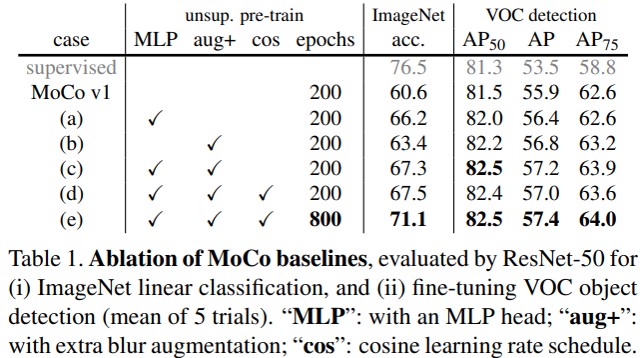 unsup. pre-train ImageNet VOC detection
case MLP aug+ cos epochs acc. AP50 AP AP75
supervised 76.5 81.3 53.5 58.8
MoCo v1 200 60.6 81.5 55.9 62.6
(a) ✓ 200 66.2 82.0 56.4 62.6
(b) ✓ 200 63.4 82.2 56.8 63.2
(c) ✓ ✓ 200 67.3 82.5 57.2 63.9
(d) ✓ ✓ ✓ 200 67.5 82.4 57.0 63.6
(e) ✓ ✓ ✓ 800 71.1 82.5 57.4 64.0
Table 1. Ablation of MoCo baselines, evaluated by ResNet-50 for
(i) ImageNet linear classification, and (ii) fine-tuning VOC object
detection (mean of 5 trials). “MLP”: with an MLP head; “aug+”:
with extra blur augmentation; “cos”: cosine learning rate schedule.